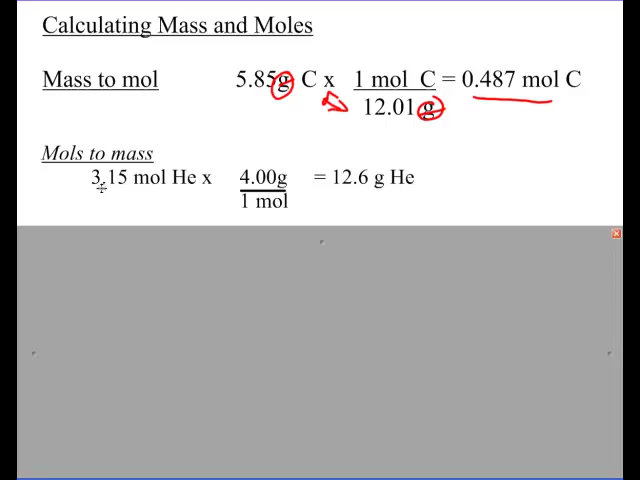 Calculating Mass and Moles
Mass to mol 5.85g C x 1 mol C = 0.487 mol C
12.01 g
Mols to mass
3.15 mol He x 4.00g = 12.6 g He
1 mol